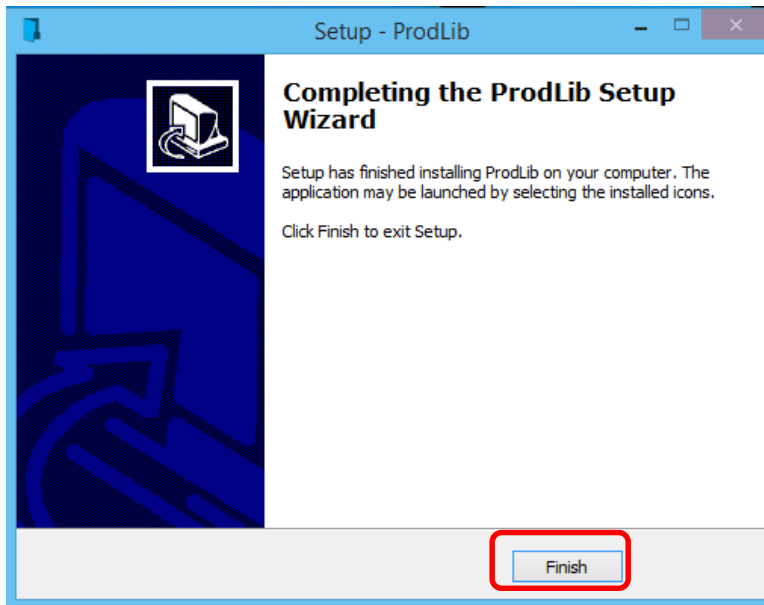 Setup - ProdLib
Completing the ProdLib Setup
Wizard
Setup has finished installing ProdLib on your computer. The
application may be launched by selecting the installed icons.
Click Finish to exit Setup.
Finish